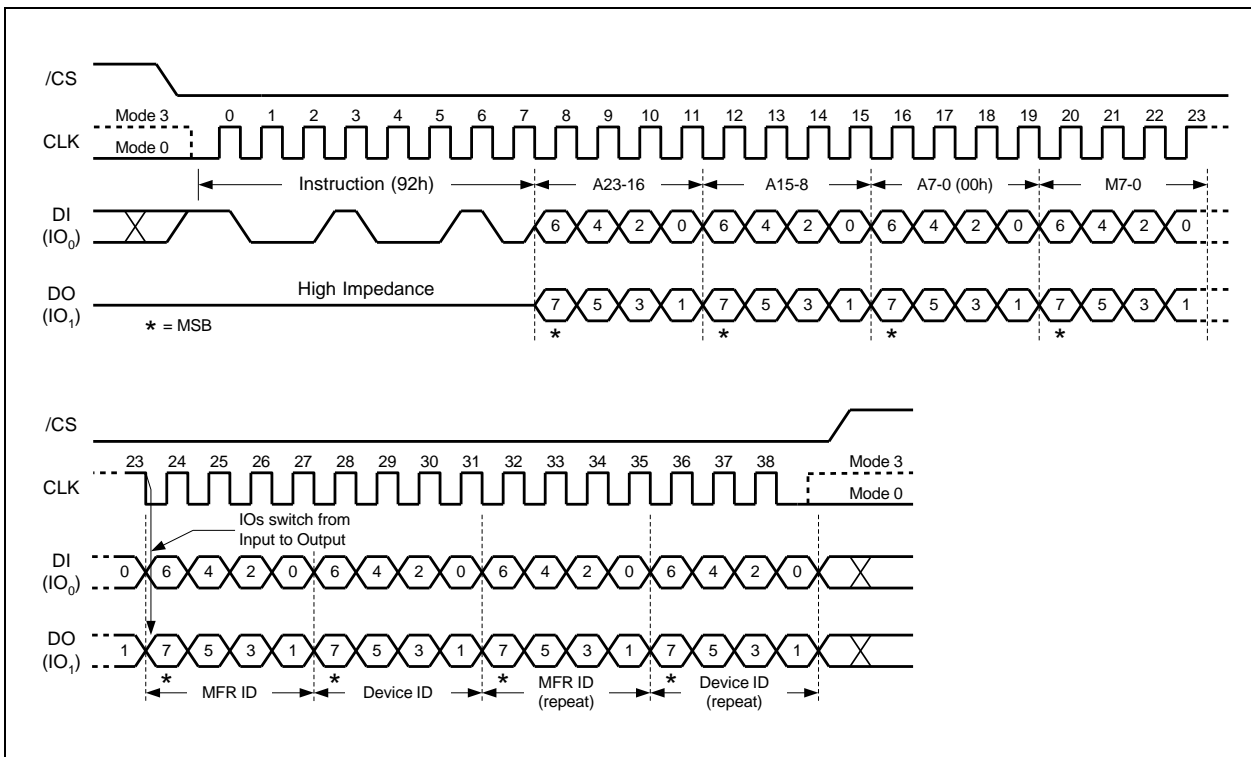 /CS
Mode 3 0 1 2 3 4 5 6 7 8 9 10 11 12 13 14 15 16 17 18 19 20 21 22 23
CLK
Mode 0
Instruction (92h) A23-16 A15-8 A7-0 (00h) M7-0
DI
(IO0)
6 4 2 0 6 4 2 0 6 4 2 0 6 4 2 0
High Impedance
DO
(IO1)
7 5 3 1 7 5 3 1 7 5 3 1 7 5 3 1
* = MSB
* * * *
/CS
23 24 25 26 27 28 29 30 31 32 33 34 35 36 37 38 Mode 3
CLK
Mode 0
IOs switch from
Input to Output
DI
(IO0)
0 6 4 2 0 6 4 2 0 6 4 2 0 6 4 2 0
DO
(IO1)
1 7 5 3 1 7 5 3 1 7 5 3 1 7 5 3 1
* * * *
MFR ID Device ID MFR ID
(repeat)
Device ID
(repeat)